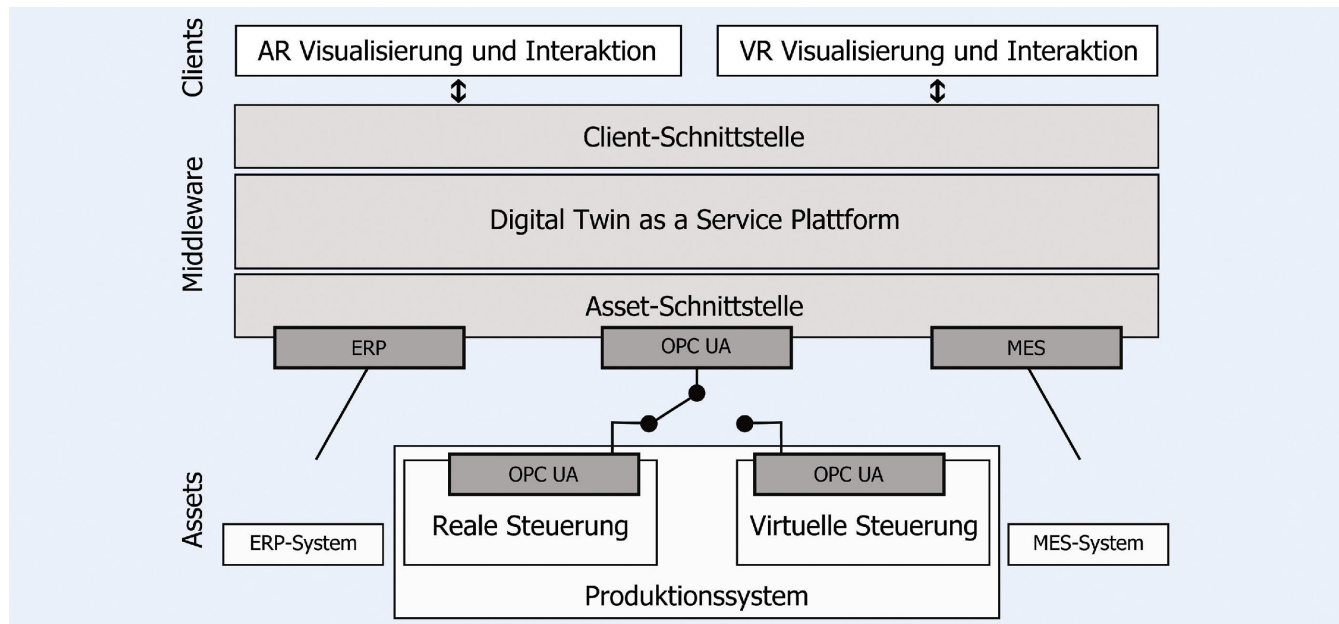 Clients
AR Visualisierung und Interaktion
VR Visualisierung und Interaktion
Middleware
Client-Schnittstelle
Digital Twin as a Service Plattform
Asset-Schnittstelle
ERP
OPC UA
MES
Assets
OPC UA
OPC UA
Reale Steuerung
Virtuelle Steuerung
ERP-System
MES-System
Produktionssystem